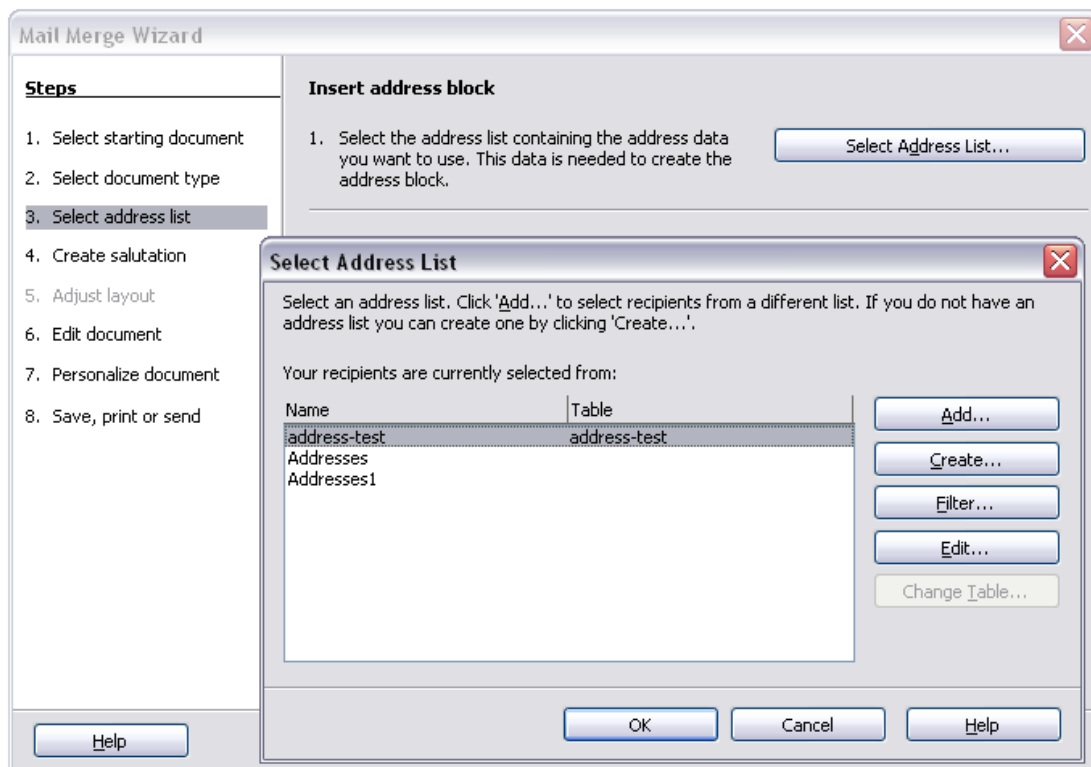 Mail Merge Wizard
Steps
1. Select starting document
2. Select document type
3. Select address list
4. Create salutation
5. Adjust layout
6. Edit document
7. Personalize document
8. Save, print or send
Help
Insert address block
1. Select the address list containing the address data
you want to use. This data is needed to create the
address block.
Select Address List...
Select Address List
Select an address list. Click 'Add...' to select recipients from a different list. If you do not have an
address list you can create one by clicking 'Create...'.
Your recipients are currently selected from:
Name Table
address-test address-test
Addresses
Addresses1
Add...
Create...
Filter...
Edit...
Change Table...
OK Cancel Help